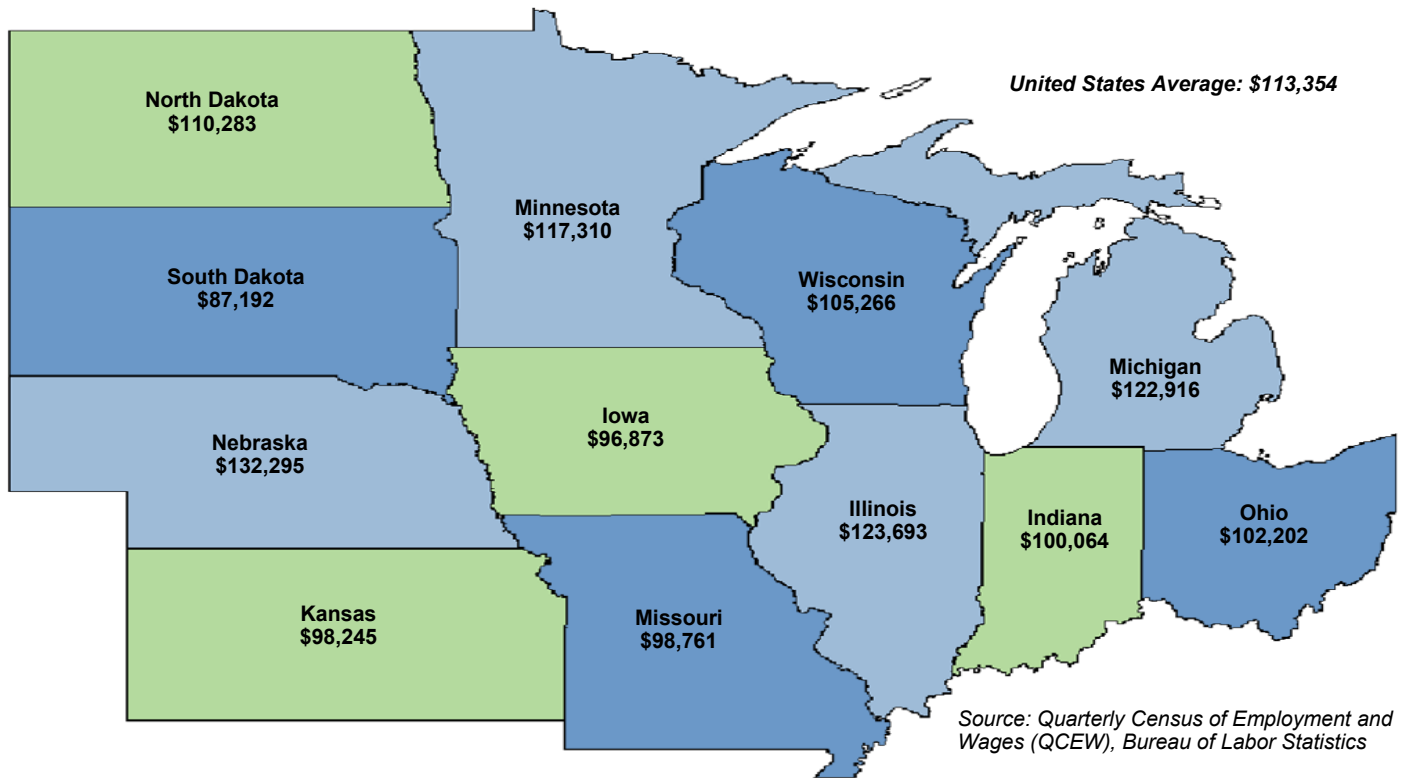 United States Average: $113,354
North Dakota
$110,283
Minnesota
$117,310
South Dakota
$87,192
Wisconsin
$105,266
Michigan
$122,916
Iowa
$96,873
Nebraska
$132,295
Illinois
$123,693
Indiana
$100,064
Ohio
$102,202
Kansas
$98,245
Missouri
$98,761
Source: Quarterly Census of Employment and
Wages (QCEW), Bureau of Labor Statistics